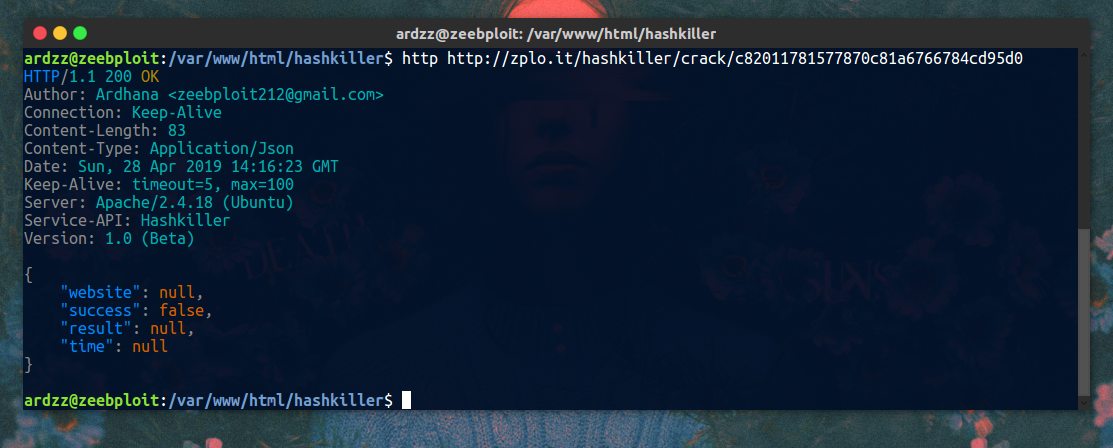 ardzz@zeebploit: /var/www/html/hashkiller
ardzz@zeebploit:/var/www/html/hashkiller$ http http://zplo.it/hashkiller/crack/c82011781577870c81a6766784cd95d0
HTTP/1.1 200 OK
Author: Ardhana <zeebploit212@gmail.com>
Connection: Keep-Alive
Content-Length: 83
Content-Type: Application/Json
Date: Sun, 28 Apr 2019 14:16:23 GMT
Keep-Alive: timeout=5, max=100
Server: Apache/2.4.18 (Ubuntu)
Service-API: Hashkiller
Version: 1.0 (Beta)
{
    "website": null,
    "success": false,
    "result": null,
    "time": null
}
ardzz@zeebploit:/var/www/html/hashkiller$